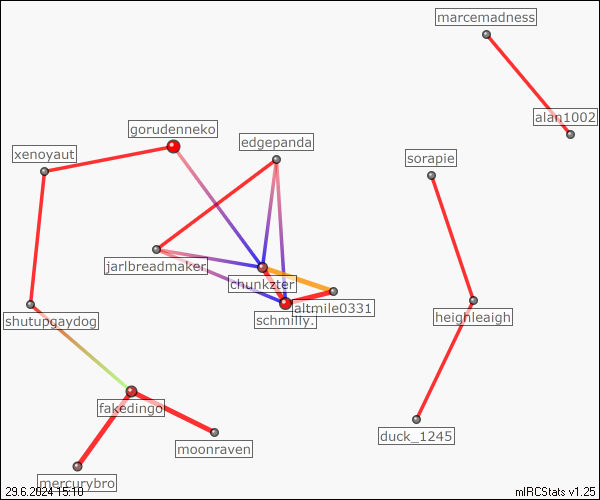 marcemadness
alan1002
gorudenneko
edgepanda
xenoyaut
sorapie
jarlbreadmaker
chunkzter
altmile0331
schmilly.
shutupgaydog
heighleaigh
fakedingo
moonraven
duck_1245
mercurybro
29.6.2024 15:10
mIRCStats v1.25